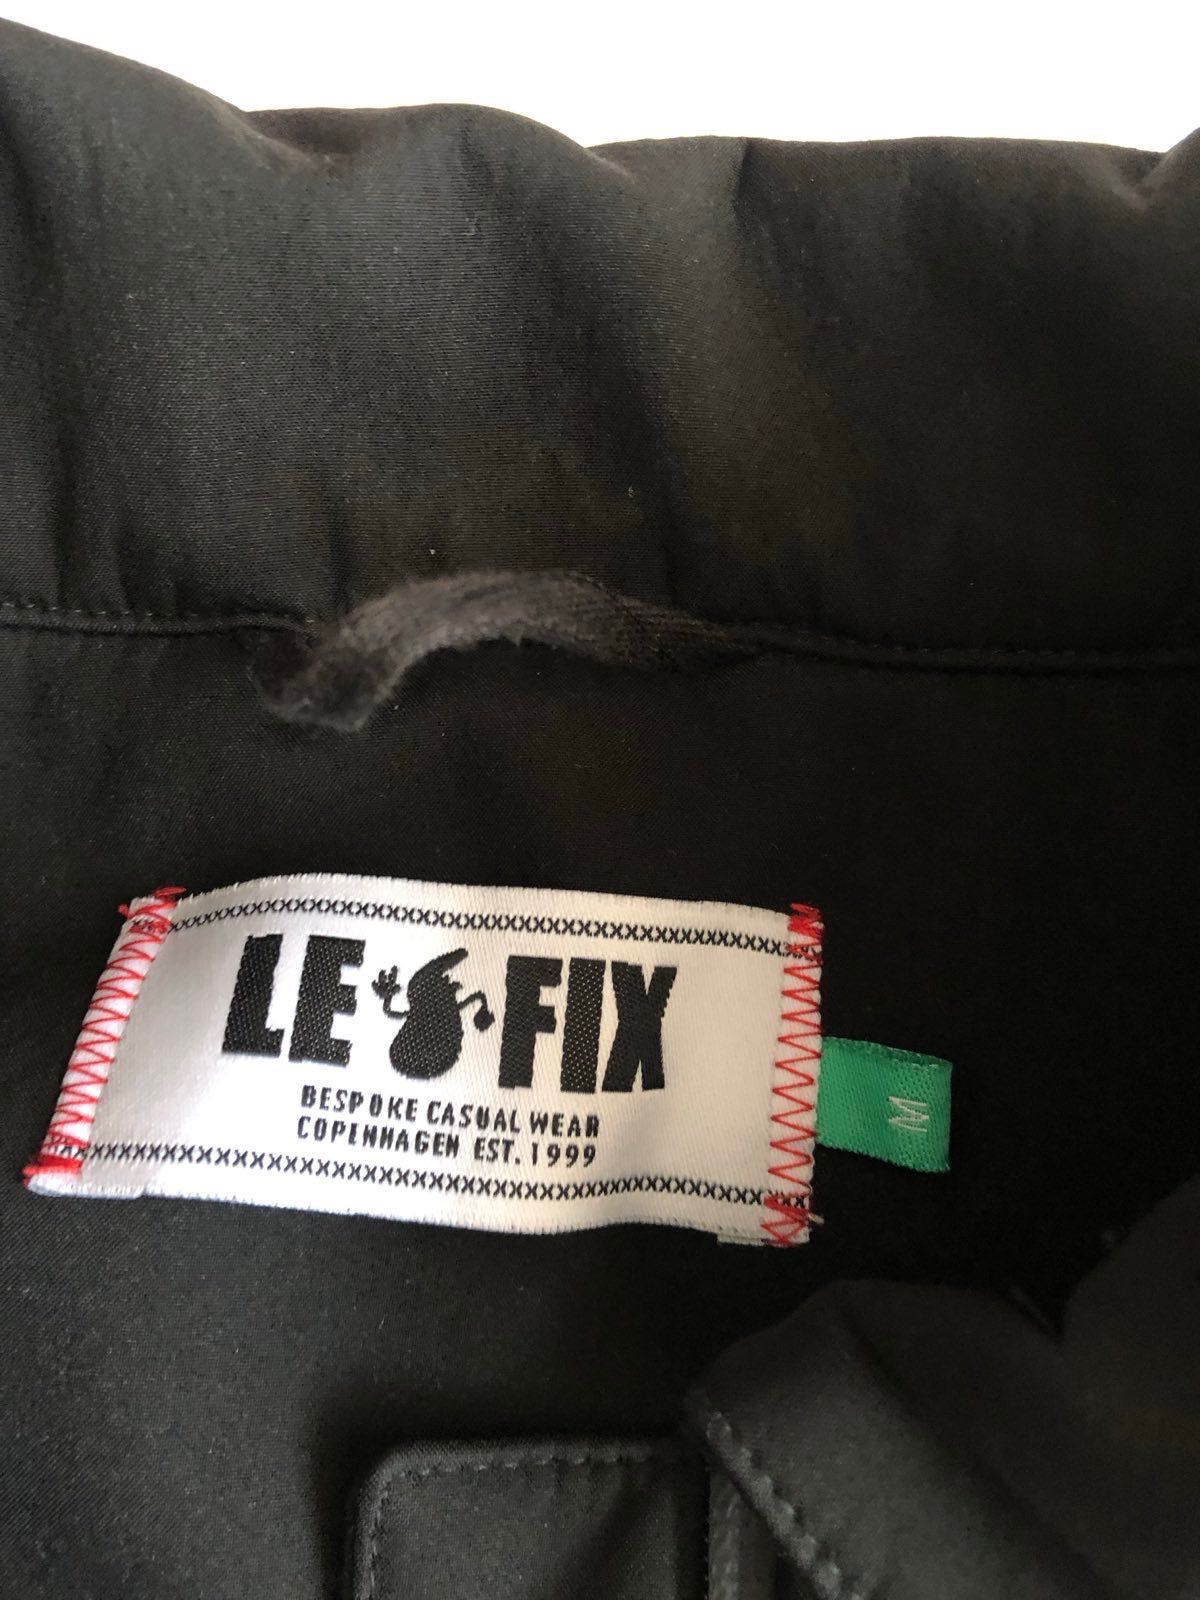 LE FIX
BESPOKE CASUAL WEAR
COPENHAGEN EST. 1999
M